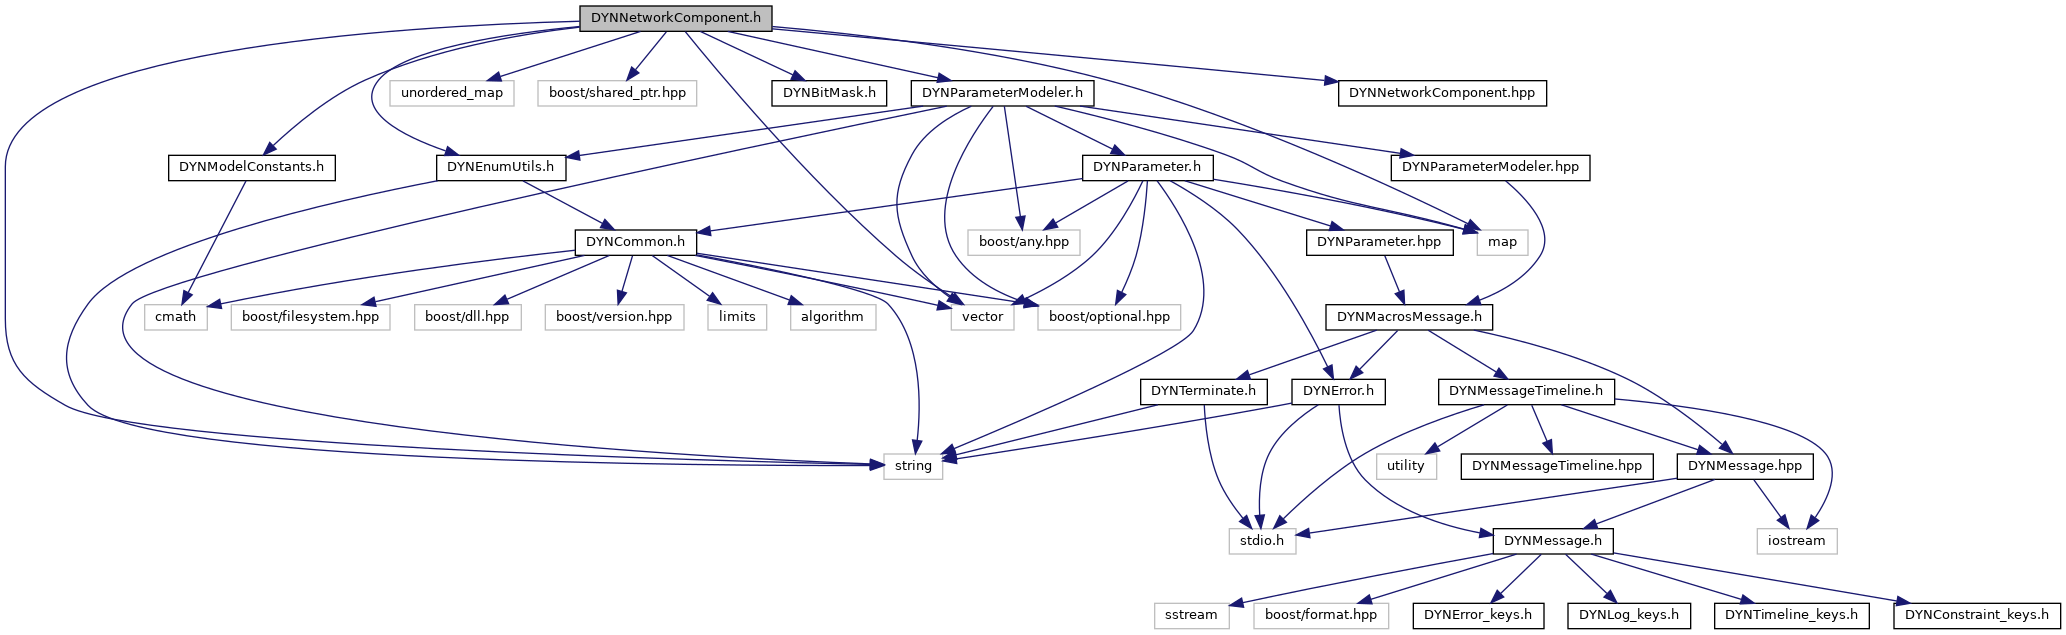 DYNNetworkComponent.h
unordered_map
boost/shared_ptr.hpp
DYNBitMask.h
DYNParameterModeler.h
DYNNetworkComponent.hpp
DYNModelConstants.h
DYNEnumUtils.h
DYNParameter.h
DYNParameterModeler.hpp
DYNCommon.h
boost/any.hpp
DYNParameter.hpp
map
cmath
boost/filesystem.hpp
boost/dll.hpp
boost/version.hpp
limits
algorithm
vector
boost/optional.hpp
DYNMacrosMessage.h
DYNTerminate.h
DYNError.h
DYNMessageTimeline.h
string
utility
DYNMessageTimeline.hpp
DYNMessage.hpp
stdio.h
DYNMessage.h
iostream
sstream
boost/format.hpp
DYNError_keys.h
DYNLog_keys.h
DYNTimeline_keys.h
DYNConstraint_keys.h